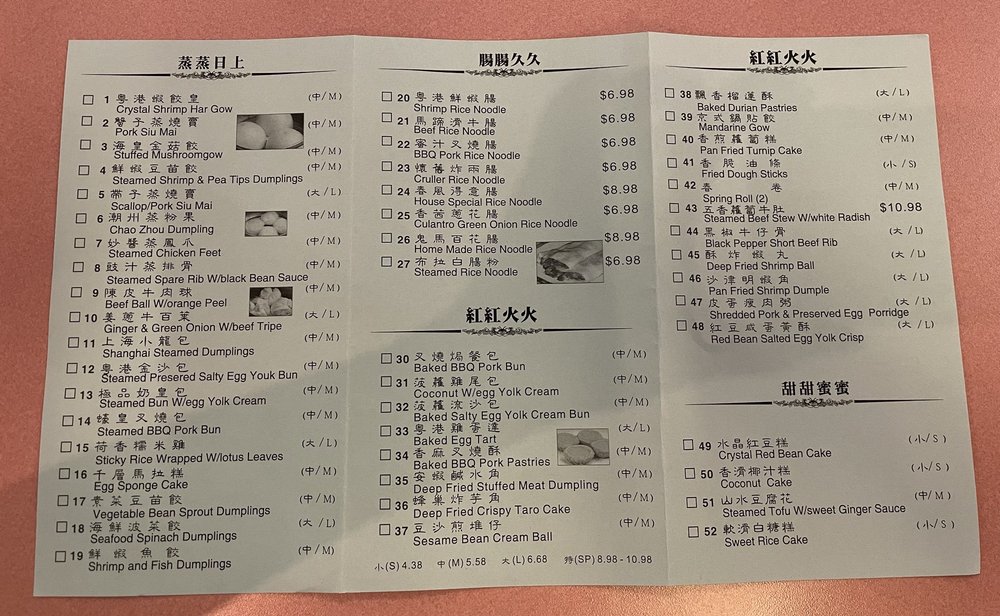 蒸蒸日上
1 粵港蝦餃皇 (中/M)
Crystal Shrimp Har Gow
2 蟹子蒸燒賣 (中/M)
Pork Siu Mai
3 海皇金菇餃 (中/M)
Stuffed Mushroomgow
4 鮮蝦豆苗餃 (中/M)
Steamed Shrimp & Pea Tips Dumplings
5 帶子蒸燒賣 (大/L)
Scallop/Pork Siu Mai
6 潮州蒸粉果 (中/M)
Chao Zhou Dumpling
7 妙醬蒸鳳爪 (中/M)
Steamed Chicken Feet
8 豉汁蒸排骨 (中/M)
Steamed Spare Rib W/black Bean Sauce
9 陳皮牛肉球 (中/M)
Beef Ball W/orange Peel
10 姜蔥牛百葉 (大/L)
Ginger & Green Onion W/beef Tripe
11 上海小龍包 (中/M)
Shanghai Steamed Dumplings
12 粵港金沙包 (中/M)
Steamed Presered Salty Egg Youk Bun
13 極品奶皇包 (中/M)
Steamed Bun W/egg Yolk Cream
14 蠔皇叉燒包 (中/M)
Steamed BBQ Pork Bun
15 荷香糯米雞 (大/L)
Sticky Rice Wrapped W/lotus Leaves
16 千層馬拉糕 (中/M)
Egg Sponge Cake
17 素菜豆苗餃 (中/M)
Vegetable Bean Sprout Dumplings
18 海鮮波菜餃 (大/L)
Seafood Spinach Dumplings
19 鮮蝦魚餃 (中/M)
Shrimp and Fish Dumplings
腸腸久久
20 粵港鮮蝦腸 $6.98
Shrimp Rice Noodle
21 馬蹄滑牛腸 $6.98
Beef Rice Noodle
22 蜜汁叉燒腸 $6.98
BBQ Pork Rice Noodle
23 懷舊炸兩腸 $6.98
Cruller Rice Noodle
24 春風得意腸 $8.98
House Special Rice Noodle
25 香茜蔥花腸 $6.98
Culantro Green Onion Rice Noodle
26 鬼馬百花腸 $8.98
Home Made Rice Noodle
27 布拉白腸粉 $6.98
Steamed Rice Noodle
紅紅火火
30 叉燒焗餐包 (中/M)
Baked BBQ Pork Bun
31 菠蘿雞尾包 (中/M)
Coconut W/egg Yolk Cream
32 菠蘿流沙包 (中/M)
Baked Salty Egg Yolk Cream Bun
33 粵港雞蛋達 (大/L)
Baked Egg Tart
34 香麻叉燒酥 (中/M)
Baked BBQ Pork Pastries
35 安蝦鹹水角 (中/M)
Deep Fried Stuffed Meat Dumpling
36 蜂巢炸芋角 (中/M)
Deep Fried Crispy Taro Cake
37 豆沙煎堆仔 (中/M)
Sesame Bean Cream Ball
小(S) 4.38 中(M) 5.58 大(L) 6.68 特(SP) 8.98 - 10.98
紅紅火火
38 飄香榴蓮酥 (大/L)
Baked Durian Pastries
39 京式鍋貼餃 (中/M)
Mandarine Gow
40 香煎蘿蔔糕 (中/M)
Pan Fried Turnip Cake
41 香脆油條 (小/S)
Fried Dough Sticks
42 春卷 (中/M)
Spring Roll (2)
43 五香蘿蔔牛肚 $10.98
Steamed Beef Stew W/white Radish
44 黑椒牛仔骨 (大/L)
Black Pepper Short Beef Rib
45 酥炸蝦丸 (大/L)
Deep Fried Shrimp Ball
46 沙律明蝦角 (大/L)
Pan Fried Shrimp Dumple
47 皮蛋瘦肉粥 (大/L)
Shredded Pork & Preserved Egg Porridge
48 紅豆咸蛋黃酥 (大/L)
Red Bean Salted Egg Yolk Crisp
甜甜蜜蜜
49 水晶紅豆糕 (小/S)
Crystal Red Bean Cake
50 香滑椰汁糕 (小/S)
Coconut Cake
51 山水豆腐花 (中/M)
Steamed Tofu W/sweet Ginger Sauce
52 軟滑白糖糕 (小/S)
Sweet Rice Cake